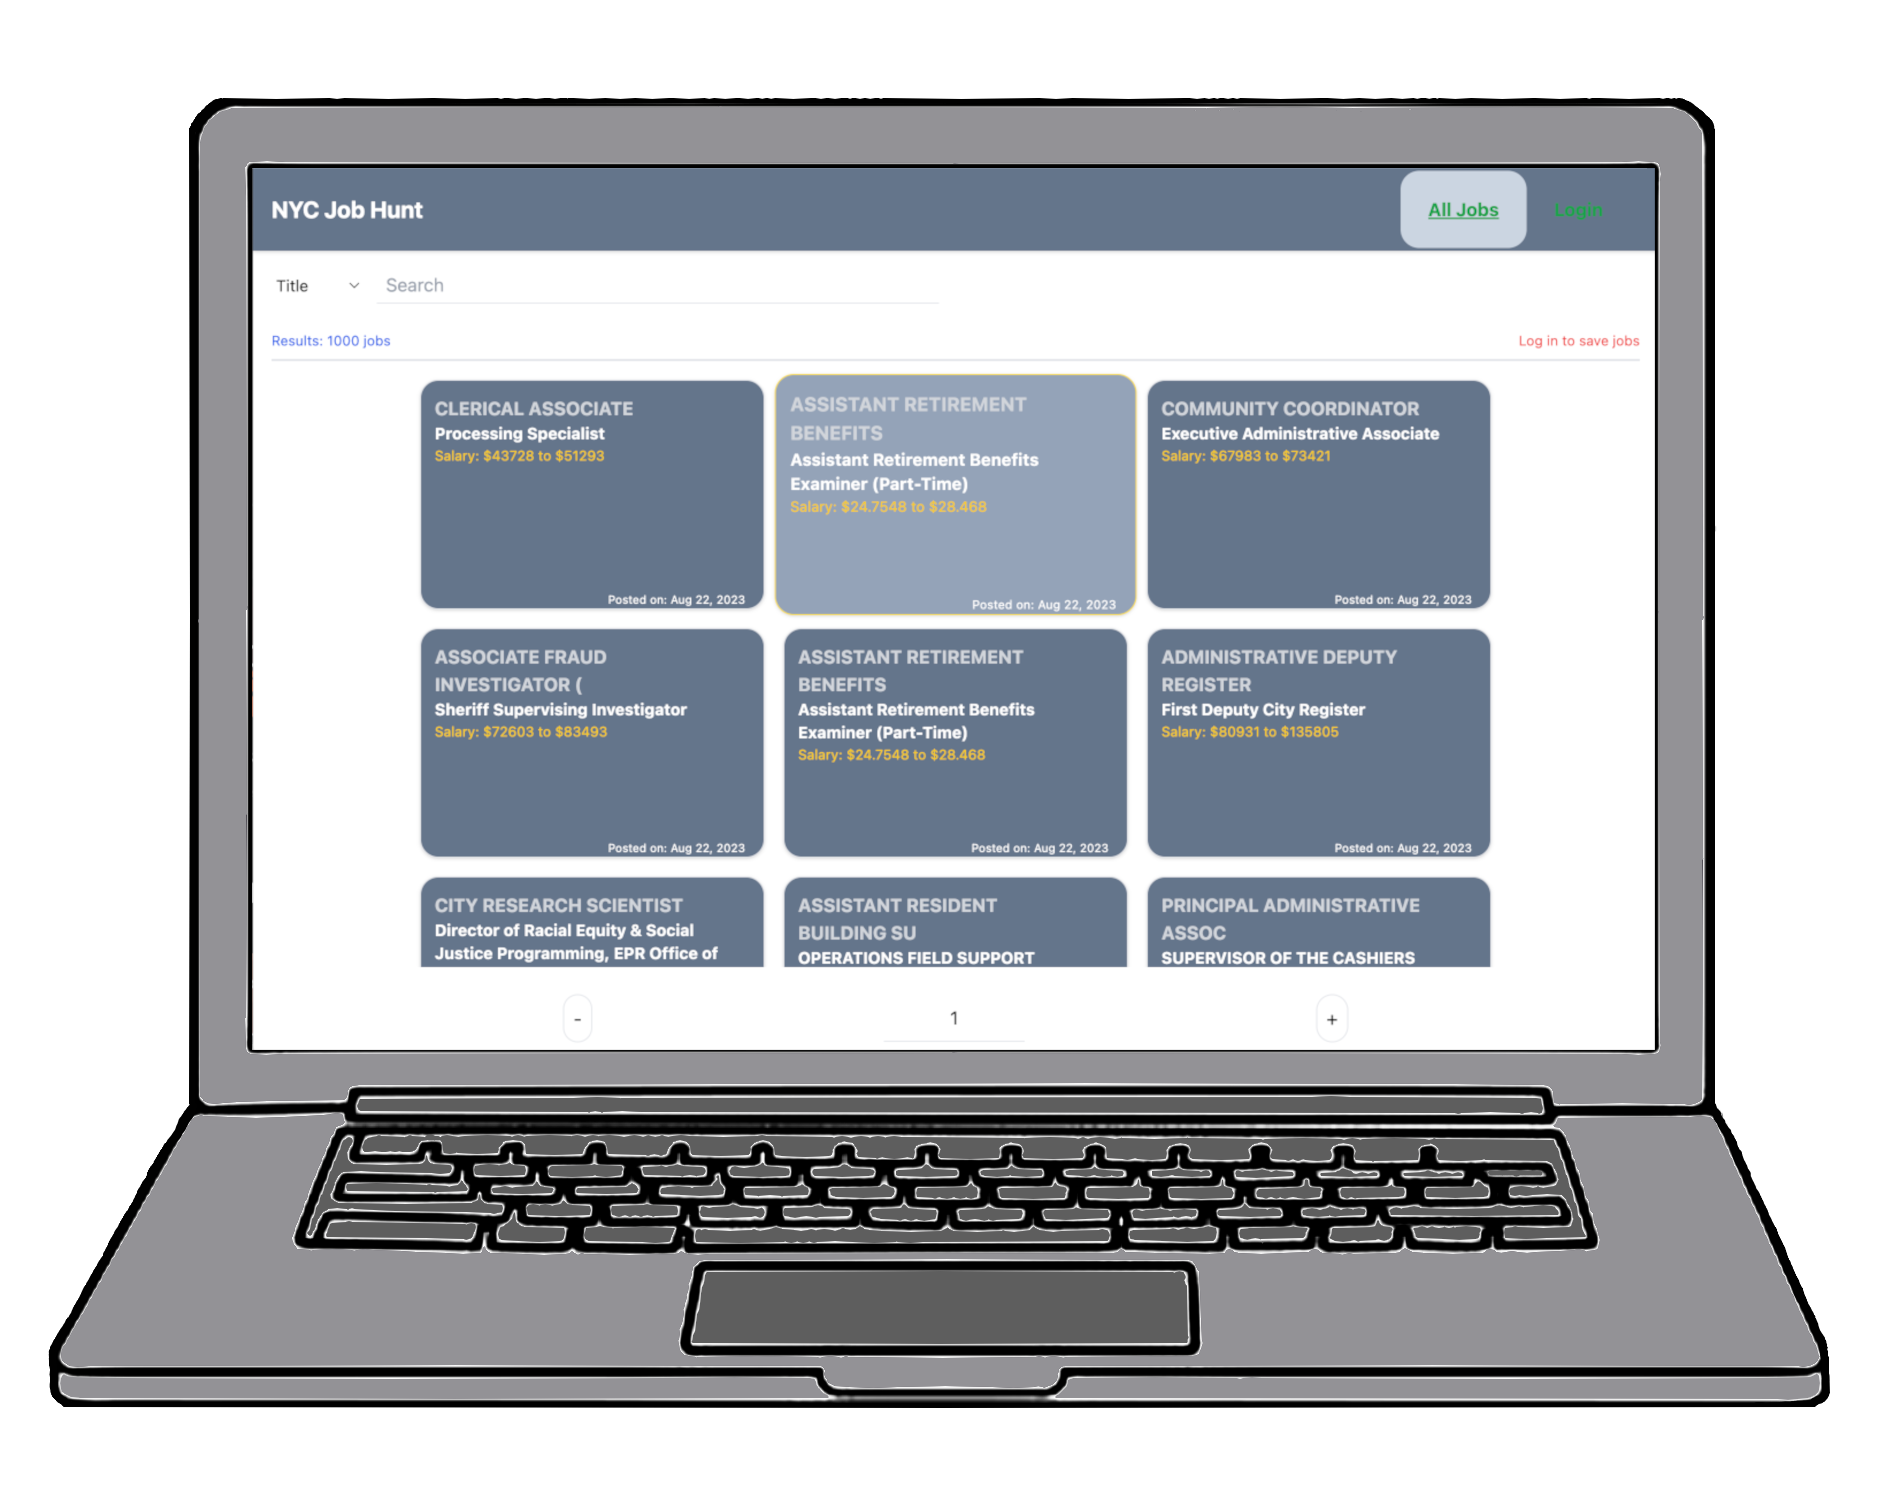 NYC Job Hunt
All Jobs
Login
Title
Search
Results: 1000 jobs
Log in to save jobs
CLERICAL ASSOCIATE
Processing Specialist
Salary: $43728 to $51293
Posted on: Aug 22, 2023
ASSISTANT RETIREMENT
BENEFITS
Assistant Retirement Benefits
Examiner (Part-Time)
Salary: $24.7548 to $28.468
Posted on: Aug 22, 2023
COMMUNITY COORDINATOR
Executive Administrative Associate
Salary: $67983 to $73421
Posted on: Aug 22, 2023
ASSOCIATE FRAUD
INVESTIGATOR (
Sheriff Supervising Investigator
Salary: $72603 to $83493
Posted on: Aug 22, 2023
ASSISTANT RETIREMENT
BENEFITS
Assistant Retirement Benefits
Examiner (Part-Time)
Salary: $24.7548 to $28.468
Posted on: Aug 22, 2023
ADMINISTRATIVE DEPUTY
REGISTER
First Deputy City Register
Salary: $80931 to $135805
Posted on: Aug 22, 2023
CITY RESEARCH SCIENTIST
Director of Racial Equity & Social
Justice Programming, EPR Office of
ASSISTANT RESIDENT
BUILDING SU
OPERATIONS FIELD SUPPORT
PRINCIPAL ADMINISTRATIVE
ASSOC
SUPERVISOR OF THE CASHIERS
-
1
+